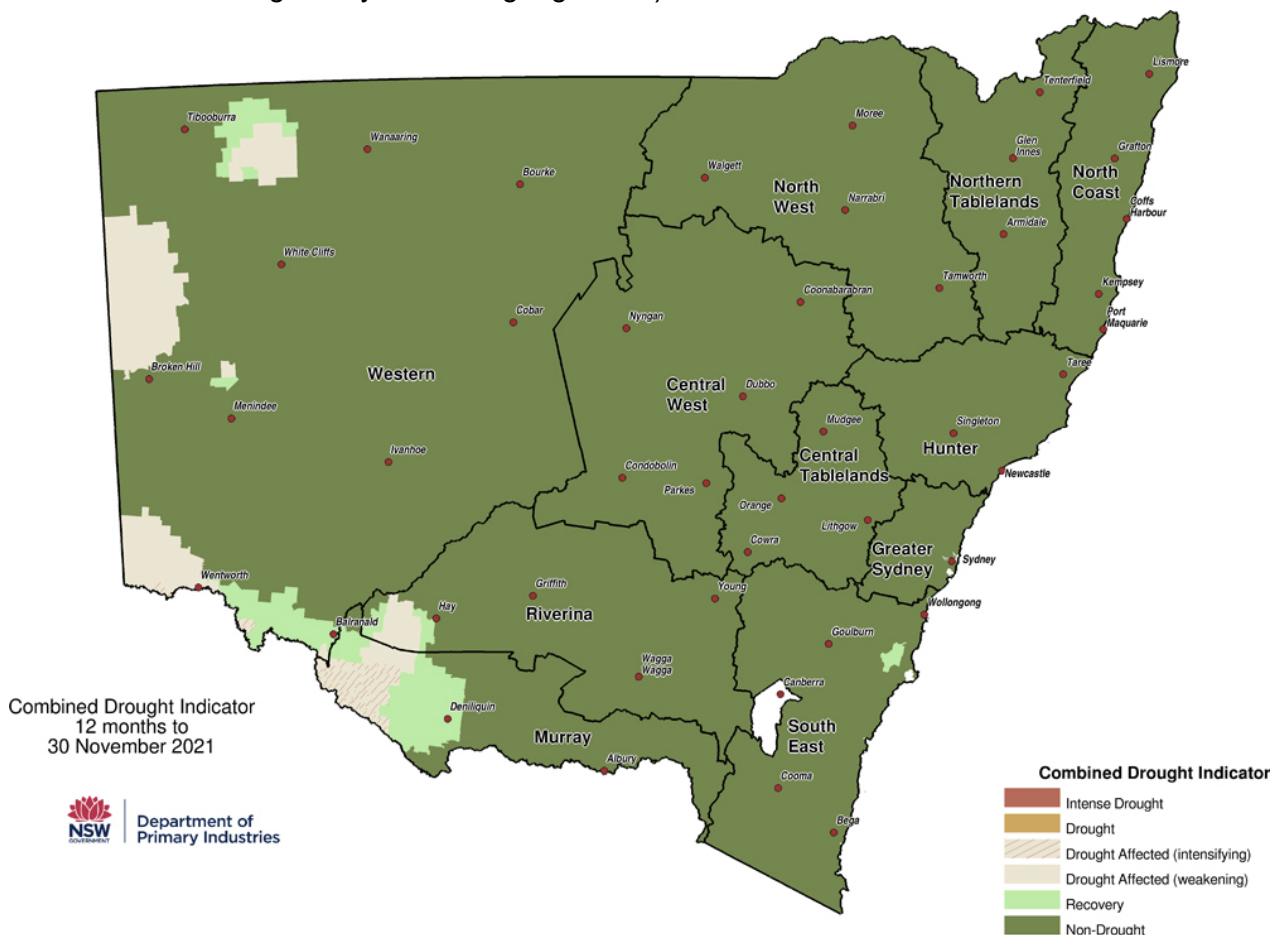 Tibooburra
Wanaaring
Bourke
White Cliffs
Cobar
Broken Hill
Menindee
Western
Ivanhoe
Wentworth
Balranald
Hay
Moree
Walgett
North
West
Narrabri
Tamworth
Tenterfield
Glen
Innes
Northern
Tablelands
Armidale
Lismore
Grafton
North
Coast
Coffs
Harbour
Kempsey
Port
Maquarie
Coonabarabran
Nyngan
Central
West
Dubbo
Condobolin
Parkes
Mudgee
Central
Tablelands
Orange
Lithgow
Cowra
Taree
Singleton
Hunter
Newcastle
Greater
Sydney
Sydney
Wollongong
Griffith
Riverina
Young
Wagga
Wagga
Goulburn
Canberra
South
East
Cooma
Bega
Deniliquin
Murray
Albury
Combined Drought Indicator
12 months to
30 November 2021
NSW
GOVERNMENT
Department of
Primary Industries
Combined Drought Indicator
Intense Drought
Drought
Drought Affected (intensifying)
Drought Affected (weakening)
Recovery
Non-Drought